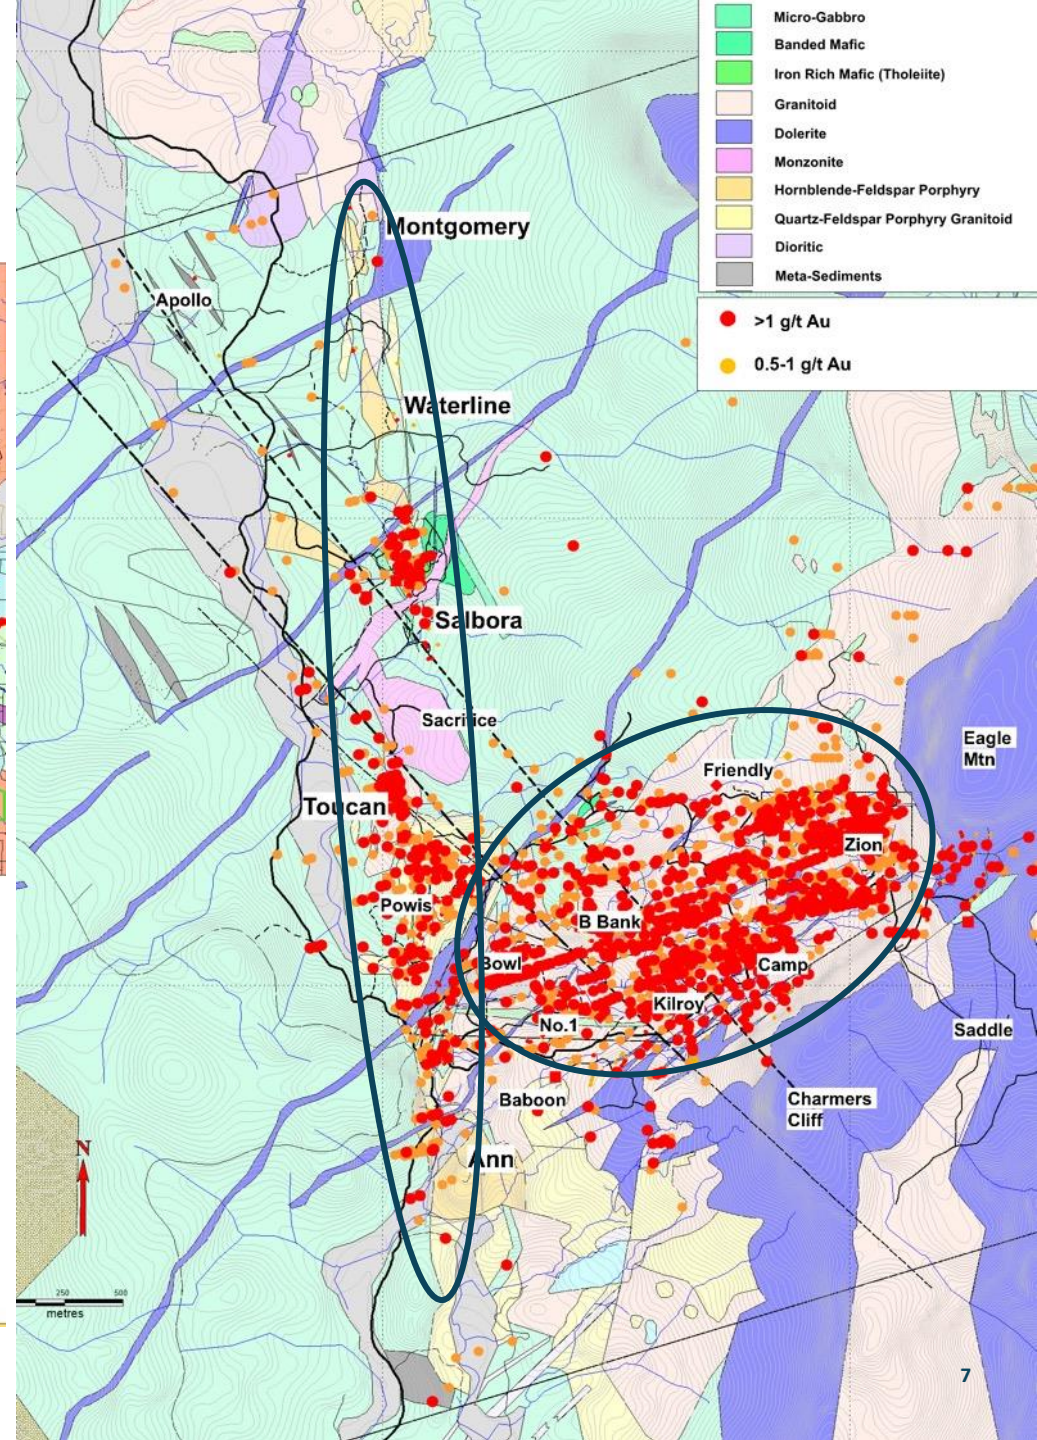 Micro-Gabbro
Banded Mafic
Iron Rich Mafic (Tholeiite)
Granitoid
Dolerite
Monzonite
Hornblende-Feldspar Porphyry
Quartz-Feldspar Porphyry Granitoid
Dioritic
Meta-Sediments
>1 g/t Au
0.5-1 g/t Au
Montgomery
Apollo
Waterline
Salbora
Sacrifice
Eagle
Mtn
Friendly
Toucan
Zion
Powis
B Bank
Bowl
Camp
Kilroy
No.1
Saddle
Baboon
Charmers
Cliff
N
Ann
250 500
metres
7